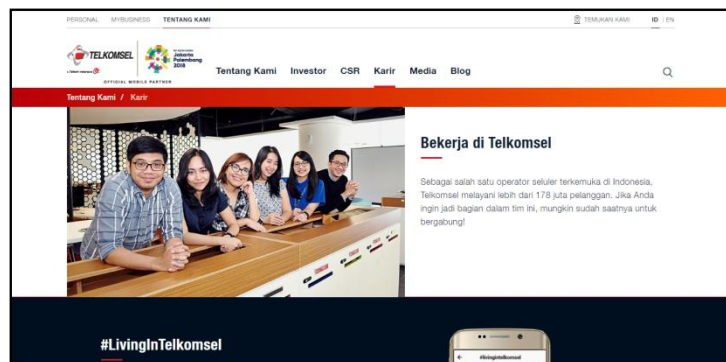 PERSONAL MYBUSINESS TENTANG KAMI TEMUKAN KAMI ID | EN
TELKOMSEL
Jakarta
Palembang
2018
OFFICIAL MOBILE PARTNER
Tentang Kami Investor CSR Karir Media Blog
Tentang Kami / Karir
Bekerja di Telkomsel
Sebagai salah satu operator seluler terkemuka di Indonesia,
Telkomsel melayani lebih dari 178 juta pelanggan. Jika Anda
ingin jadi bagian dalam tim ini, mungkin sudah saatnya untuk
bergabung!
#LivingInTelkomsel
#livingintelkomsel